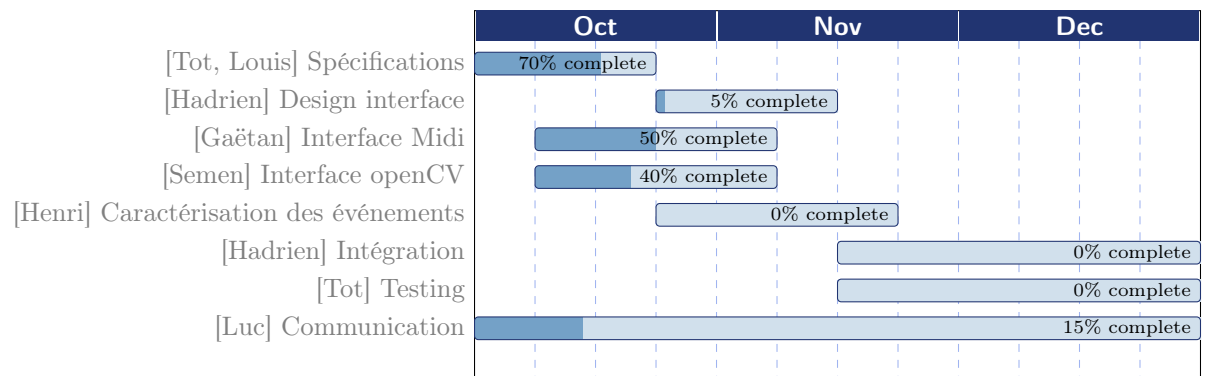 Oct Nov Dec
[Tot, Louis] Spécifications 70% complete
[Hadrien] Design interface 5% complete
[Gaëtan] Interface Midi 50% complete
[Semen] Interface openCV 40% complete
[Henri] Caractérisation des événements 0% complete
[Hadrien] Intégration 0% complete
[Tot] Testing 0% complete
[Luc] Communication 15% complete